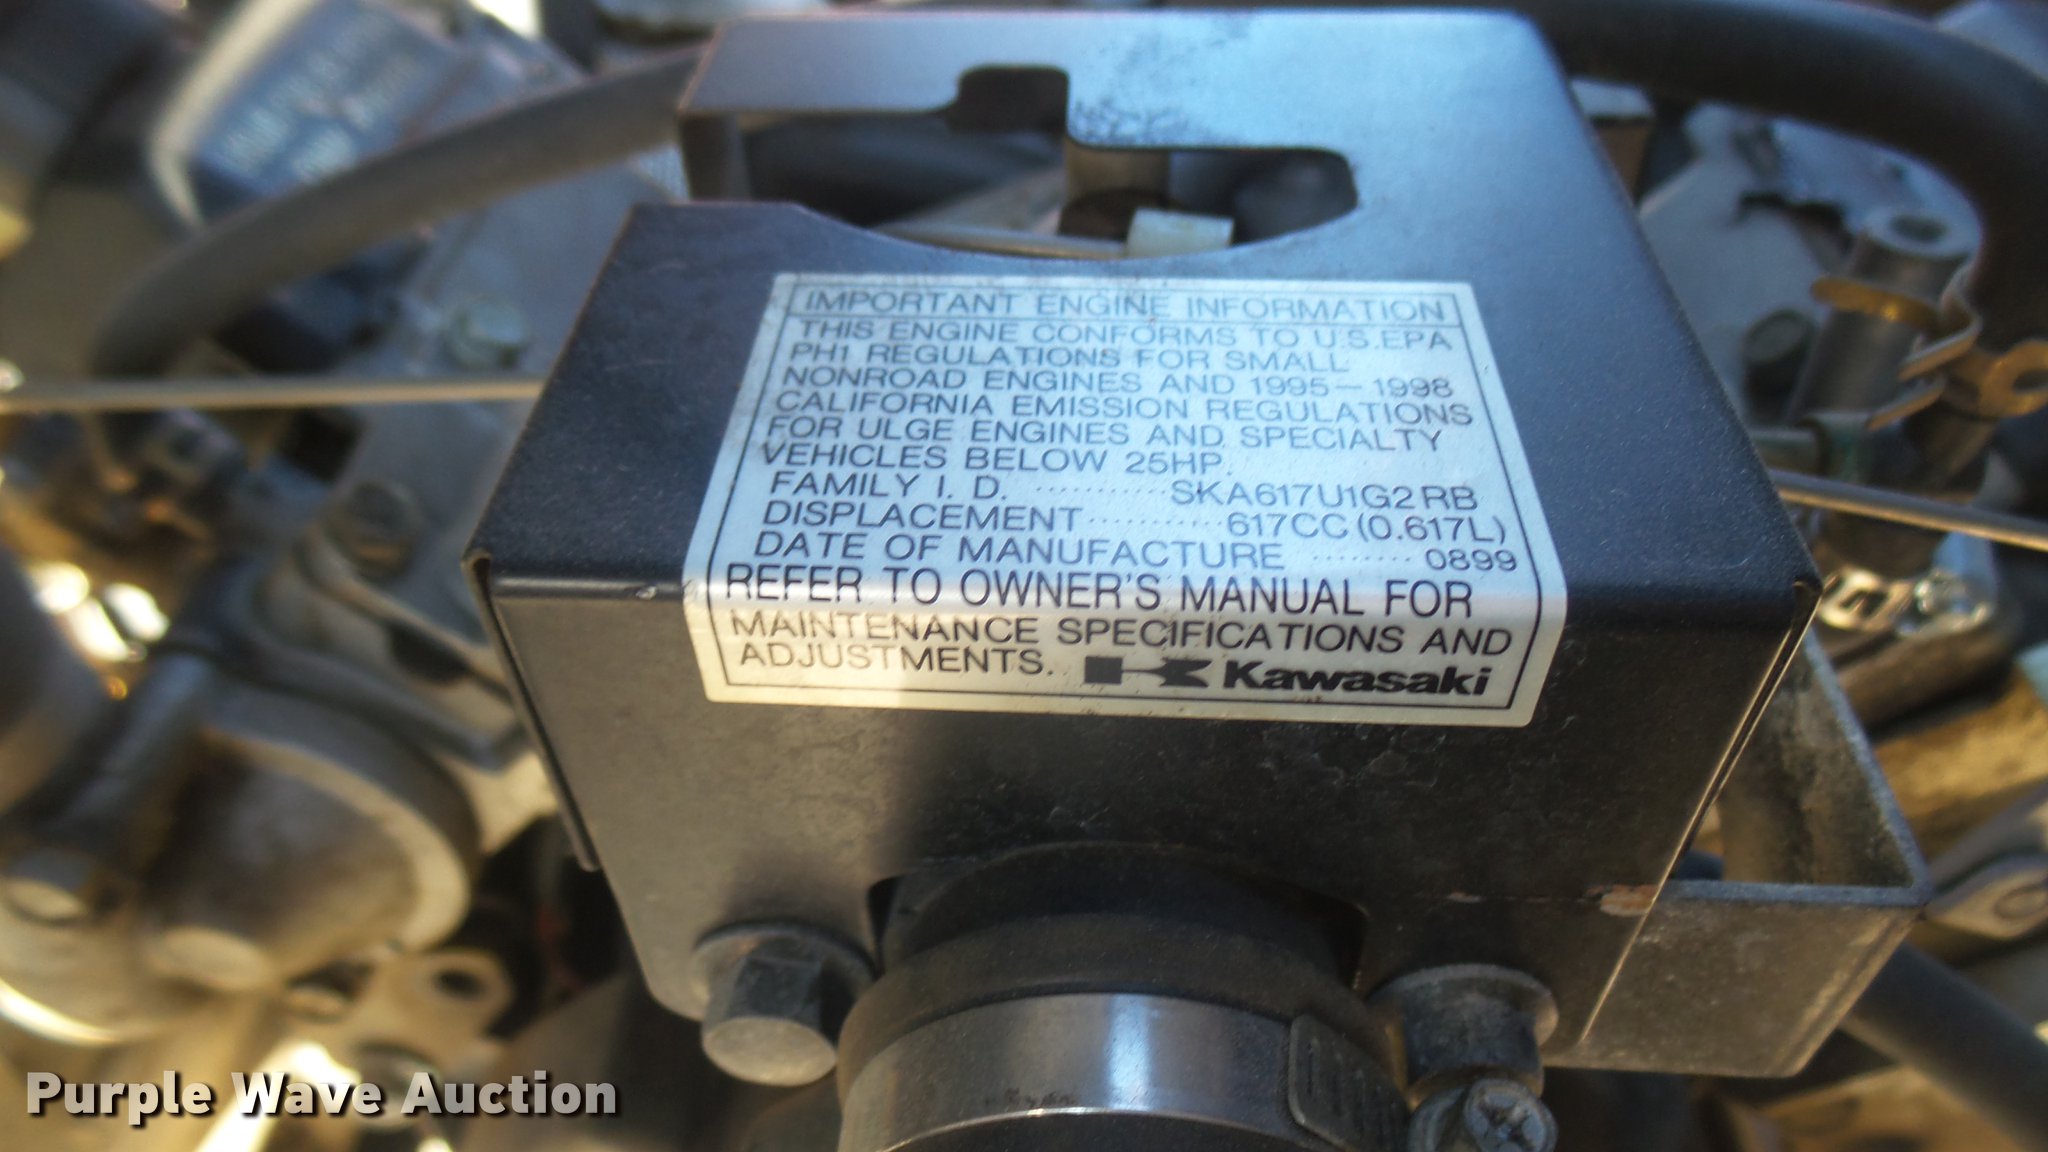 IMPORTANT ENGINE INFORMATION
THIS ENGINE CONFORMS TO U.S.EPA
PH1 REGULATIONS FOR SMALL
NONROAD ENGINES AND 1995－1998
CALIFORNIA EMISSION REGULATIONS
FOR ULGE ENGINES AND SPECIALTY
VEHICLES BELOW 25HP.
FAMILY I. D. ············ SKA617U1G2RB
DISPLACEMENT············617CC(0.617L)
DATE OF MANUFACTURE ········· 0899
REFER TO OWNER'S MANUAL FOR
MAINTENANCE SPECIFICATIONS AND
ADJUSTMENTS. Kawasaki
Purple Wave Auction